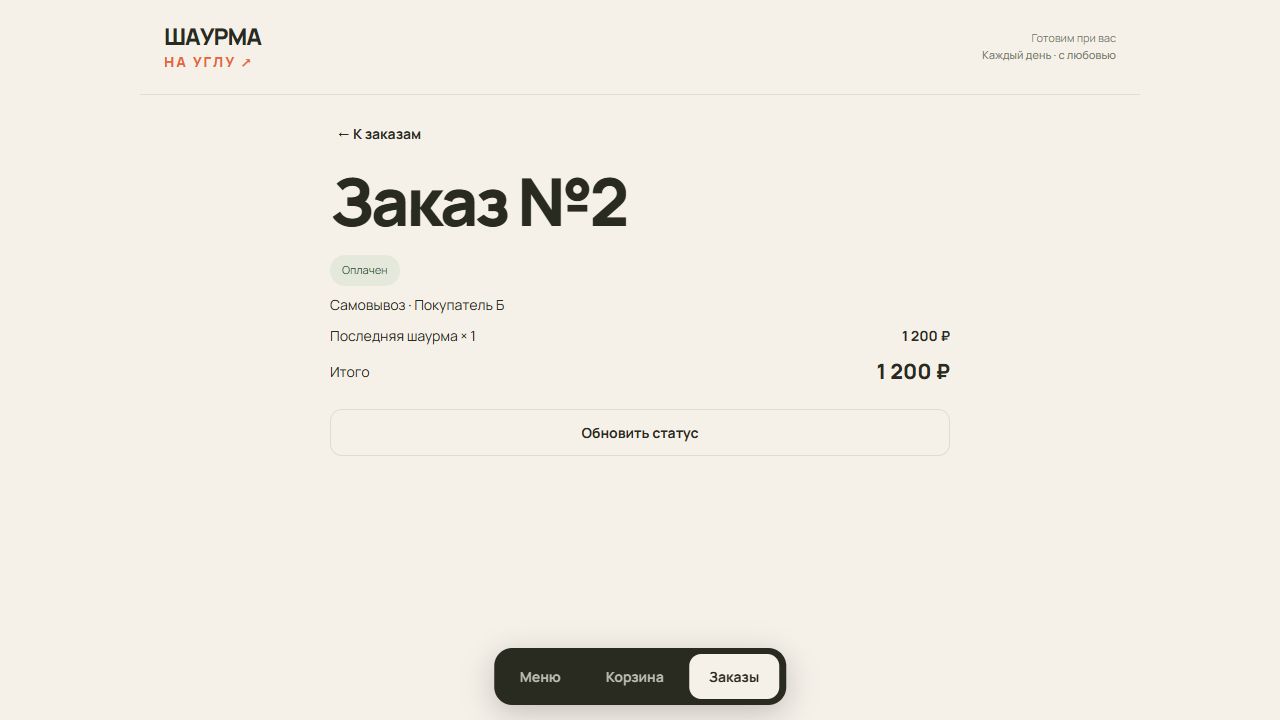 ШАУРМА
НА УГЛУ ↗
Готовим при вас
Каждый день · с любовью
← К заказам
Заказ №2
Оплачен
Самовывоз · Покупатель Б
Последняя шаурма × 1
1 200 ₽
Итого
1 200 ₽
Обновить статус
Меню
Корзина
Заказы